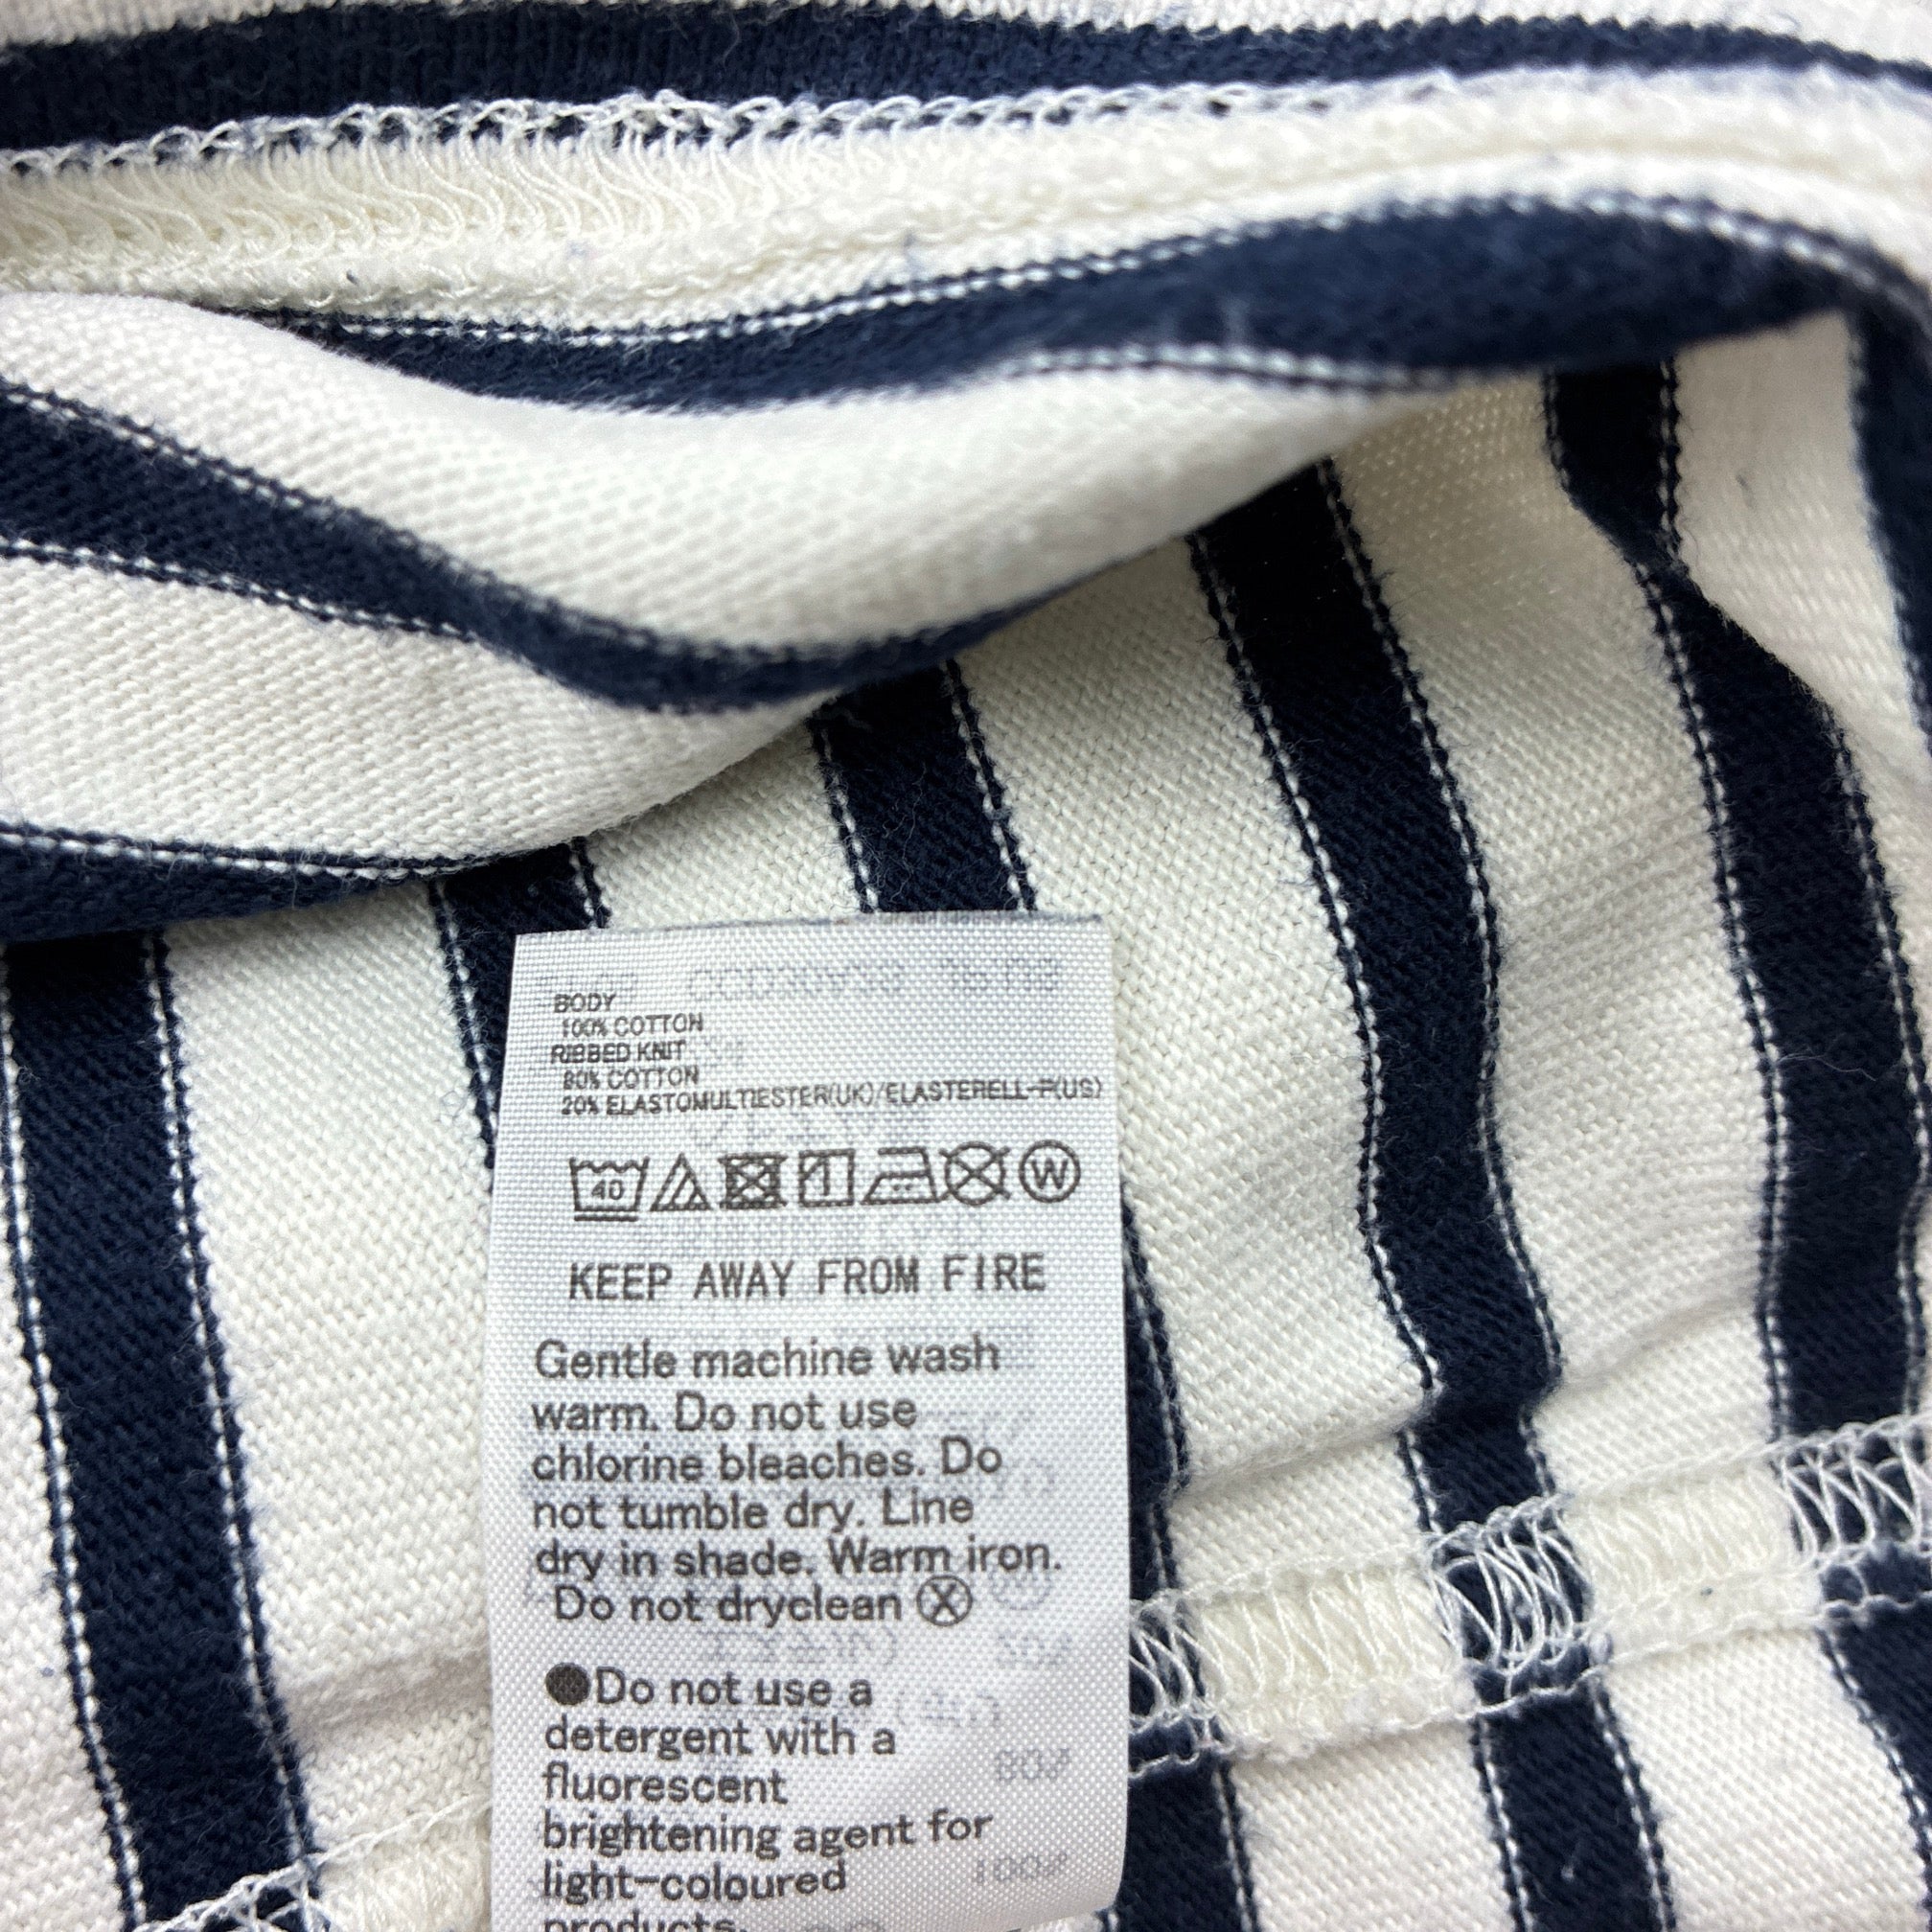 BODY
100% COTTON
RIBBED KNIT
80% COTTON
20% ELASTOMULTIESTER(UK)/ELASTERELL-P(US)
40
W
KEEP AWAY FROM FIRE
Gentle machine wash
warm. Do not use
chlorine bleaches. Do
not tumble dry. Line
dry in shade. Warm iron.
Do not dryclean
●Do not use a
detergent with a
fluorescent
brightening agent for
light-coloured
products.